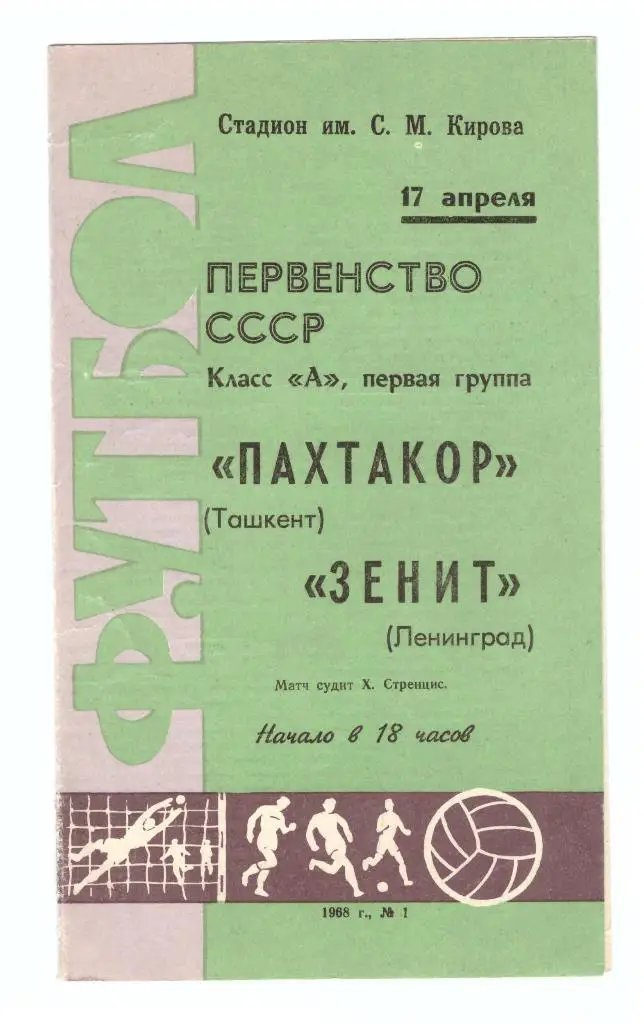 ФУТБОЛ
Стадион им. С. М. Кирова
17 апреля
ПЕРВЕНСТВО
СССР
Класс «А», первая группа
«ПАХТАКОР»
(Ташкент)
«ЗЕНИТ»
(Ленинград)
Матч судит Х. Стренцис.
Начало в 18 часов
1968 г., № 1